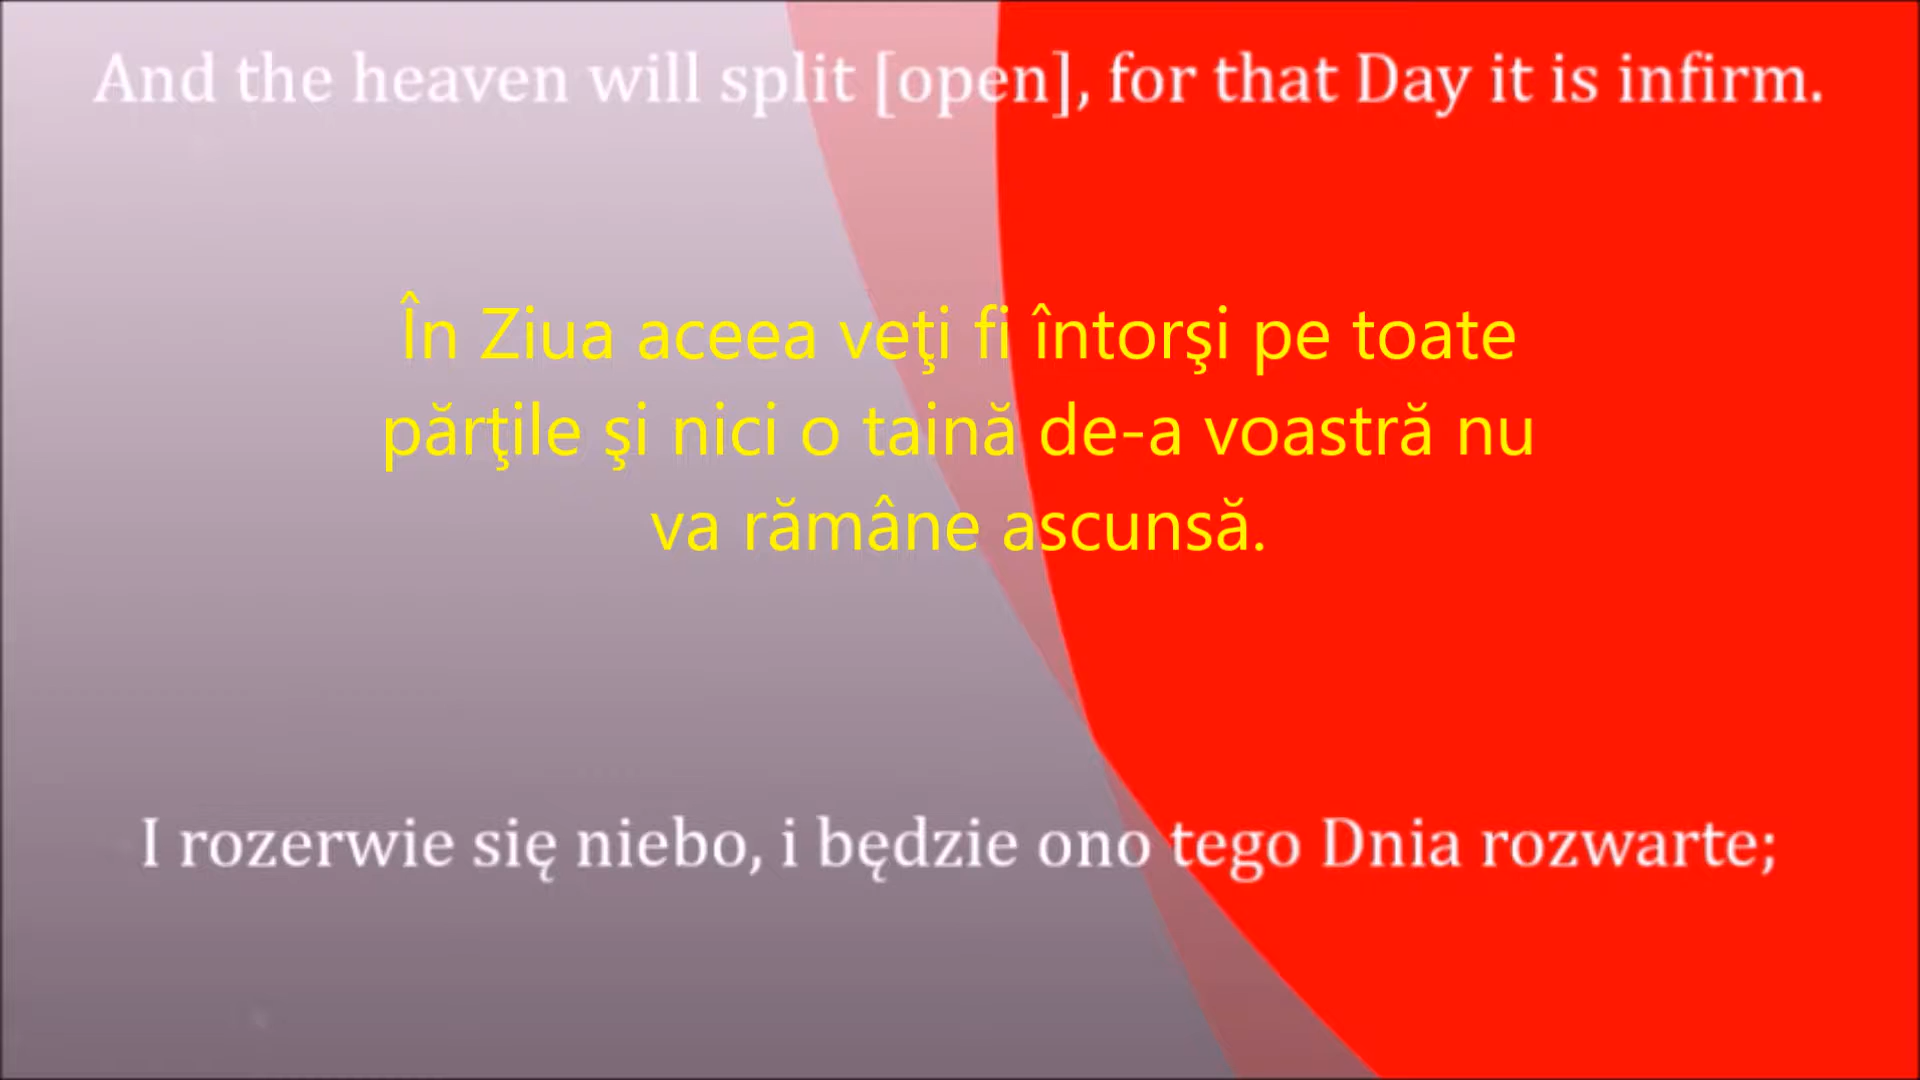 And the heaven will split [open], for that Day it is infirm.
În Ziua aceea veţi fi întorşi pe toate
părţile şi nici o taină de-a voastră nu
va rămâne ascunsă.
I rozerwie się niebo, i będzie ono tego Dnia rozwarte;